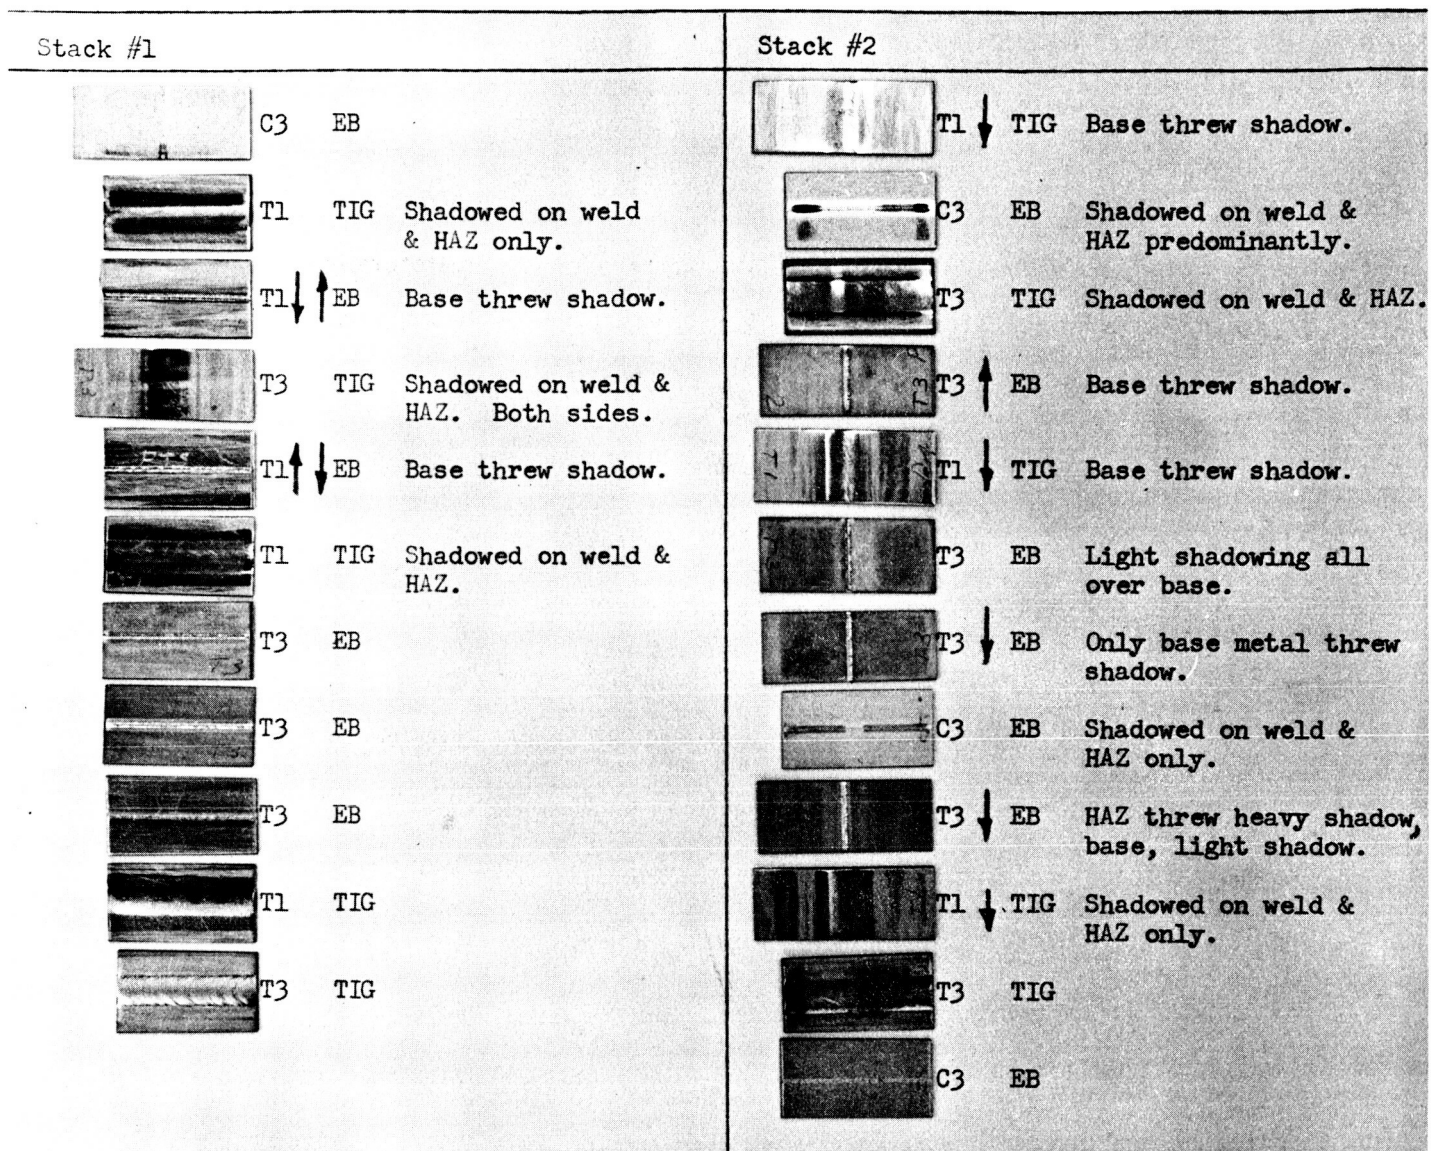 Stack #1
C3 EB
T1 TIG Shadowed on weld
& HAZ only.
T1 EB Base threw shadow.
T3 TIG Shadowed on weld &
HAZ. Both sides.
T1 EB Base threw shadow.
T1 TIG Shadowed on weld &
HAZ.
T3 EB
T3 EB
T3 EB
T1 TIG
T3 TIG
Stack #2
T1 TIG Base threw shadow.
C3 EB Shadowed on weld &
HAZ predominantly.
T3 TIG Shadowed on weld & HAZ.
T3 EB Base threw shadow.
T1 TIG Base threw shadow.
T3 EB Light shadowing all
over base.
T3 EB Only base metal threw
shadow.
C3 EB Shadowed on weld &
HAZ only.
T3 EB HAZ threw heavy shadow,
base, light shadow.
T1 TIG Shadowed on weld &
HAZ only.
T3 TIG
C3 EB